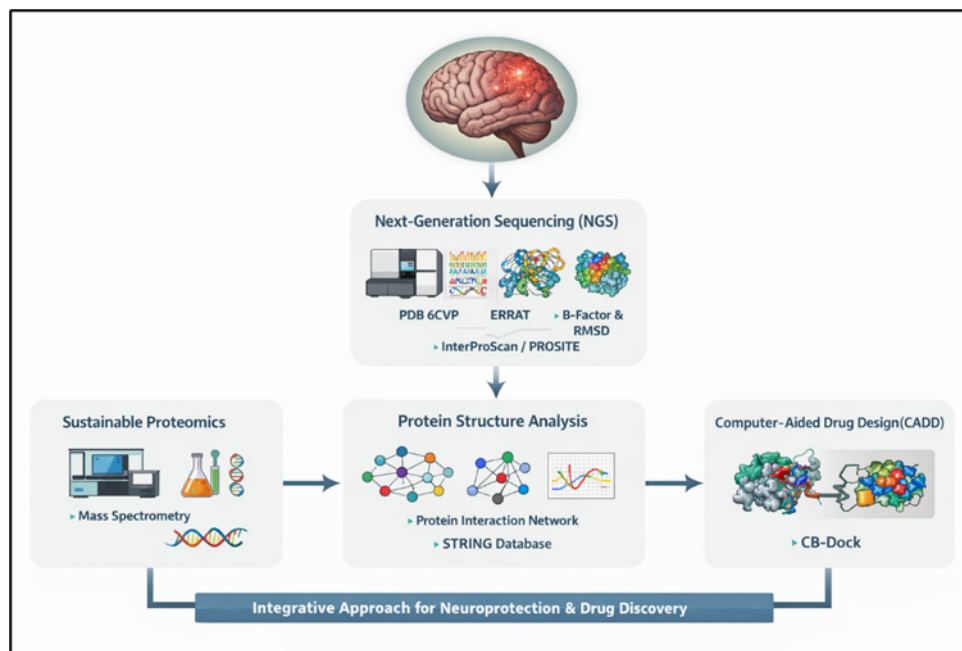 Next-Generation Sequencing (NGS)
PDB 6CVP ERRAT ▸ B-Factor &
RMSD
▸ InterProScan / PROSITE
Sustainable Proteomics
▸ Mass Spectrometry
Protein Structure Analysis
▸ Protein Interaction Network
▸ STRING Database
Computer-Aided Drug Design(CADD)
▸ CB-Dock
Integrative Approach for Neuroprotection & Drug Discovery